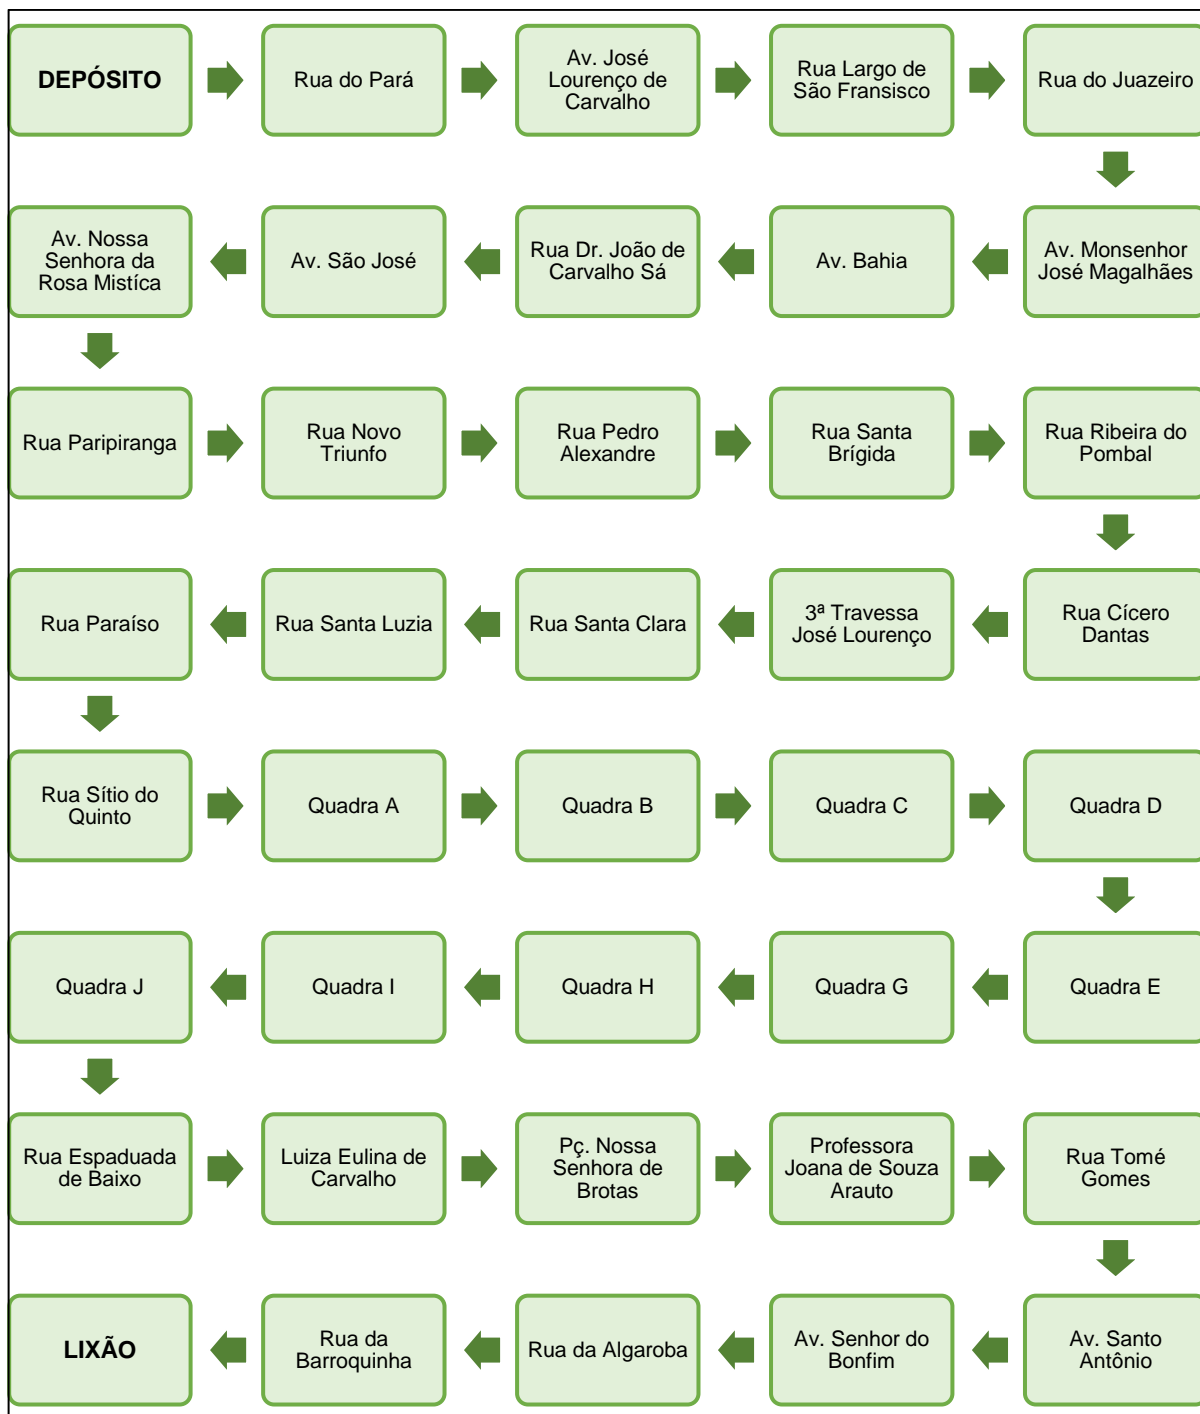 DEPÓSITO
Rua do Pará
Av. José
Lourenço de
Carvalho
Rua Largo de
São Fransisco
Rua do Juazeiro
Av. Monsenhor
José Magalhães
Av. Bahia
Rua Dr. João de
Carvalho Sá
Av. São José
Av. Nossa
Senhora da
Rosa Mistíca
Rua Paripiranga
Rua Novo
Triunfo
Rua Pedro
Alexandre
Rua Santa
Brígida
Rua Ribeira do
Pombal
Rua Cícero
Dantas
3ª Travessa
José Lourenço
Rua Santa Clara
Rua Santa Luzia
Rua Paraíso
Rua Sítio do
Quinto
Quadra A
Quadra B
Quadra C
Quadra D
Quadra E
Quadra G
Quadra H
Quadra I
Quadra J
Rua Espaduada
de Baixo
Luiza Eulina de
Carvalho
Pç. Nossa
Senhora de
Brotas
Professora
Joana de Souza
Arauto
Rua Tomé
Gomes
Av. Santo
Antônio
Av. Senhor do
Bonfim
Rua da Algaroba
Rua da
Barroquinha
LIXÃO